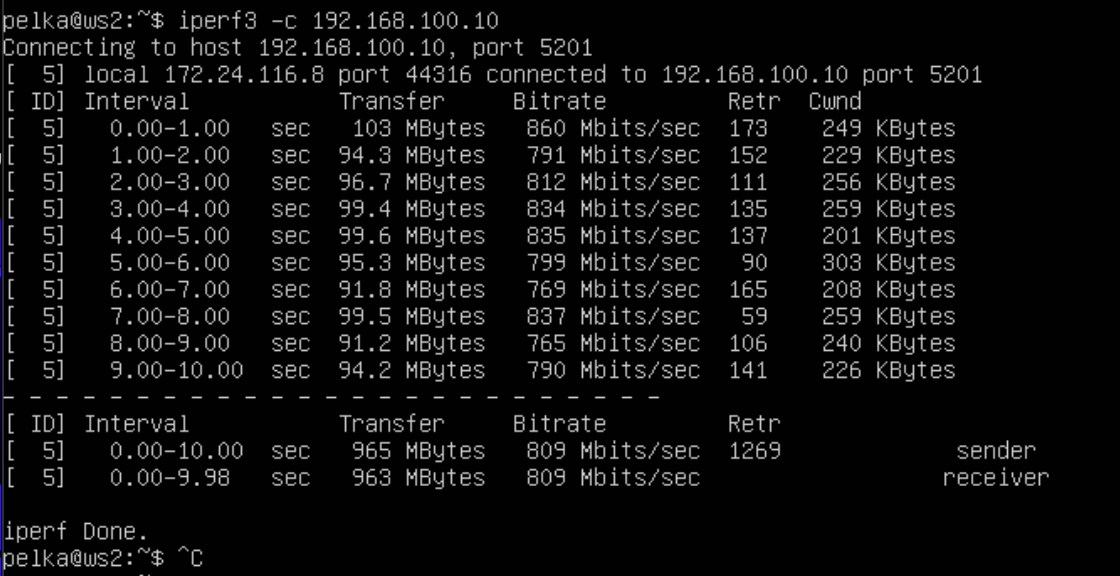 pelka@ws2:~$ iperf3 -c 192.168.100.10
Connecting to host 192.168.100.10, port 5201
[  5] local 172.24.116.8 port 44316 connected to 192.168.100.10 port 5201
[ ID] Interval           Transfer     Bitrate         Retr  Cwnd
[  5]   0.00-1.00   sec   103 MBytes   860 Mbits/sec  173    249 KBytes
[  5]   1.00-2.00   sec  94.3 MBytes   791 Mbits/sec  152    229 KBytes
[  5]   2.00-3.00   sec  96.7 MBytes   812 Mbits/sec  111    256 KBytes
[  5]   3.00-4.00   sec  99.4 MBytes   834 Mbits/sec  135    259 KBytes
[  5]   4.00-5.00   sec  99.6 MBytes   835 Mbits/sec  137    201 KBytes
[  5]   5.00-6.00   sec  95.3 MBytes   799 Mbits/sec   90    303 KBytes
[  5]   6.00-7.00   sec  91.8 MBytes   769 Mbits/sec  165    208 KBytes
[  5]   7.00-8.00   sec  99.5 MBytes   837 Mbits/sec   59    259 KBytes
[  5]   8.00-9.00   sec  91.2 MBytes   765 Mbits/sec  106    240 KBytes
[  5]   9.00-10.00  sec  94.2 MBytes   790 Mbits/sec  141    226 KBytes
- - - - - - - - - - - - - - - - - - - - - - - - -
[ ID] Interval           Transfer     Bitrate         Retr
[  5]   0.00-10.00  sec   965 MBytes   809 Mbits/sec  1269             sender
[  5]   0.00-9.98   sec   963 MBytes   809 Mbits/sec                  receiver

iperf Done.
pelka@ws2:~$ ^C